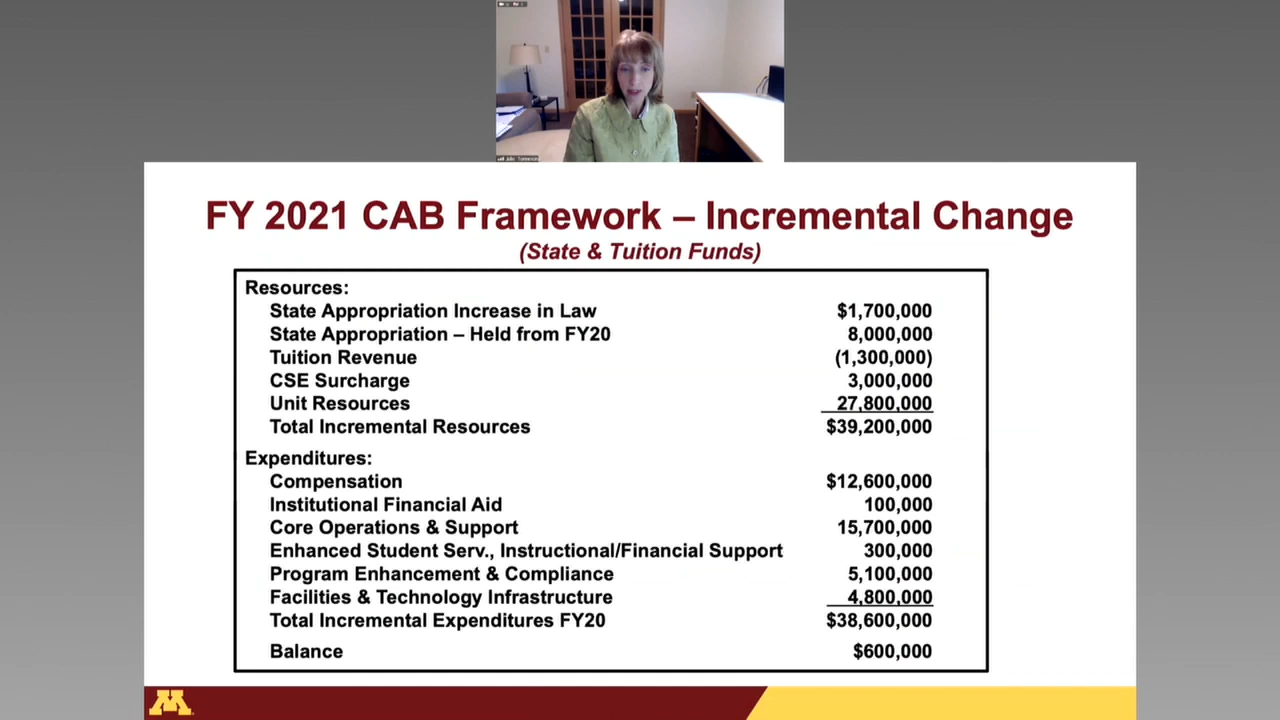 FY 2021 CAB Framework – Incremental Change
(State & Tuition Funds)
Resources:
State Appropriation Increase in Law $1,700,000
State Appropriation – Held from FY20 8,000,000
Tuition Revenue (1,300,000)
CSE Surcharge 3,000,000
Unit Resources 27,800,000
Total Incremental Resources $39,200,000
Expenditures:
Compensation $12,600,000
Institutional Financial Aid 100,000
Core Operations & Support 15,700,000
Enhanced Student Serv., Instructional/Financial Support 300,000
Program Enhancement & Compliance 5,100,000
Facilities & Technology Infrastructure 4,800,000
Total Incremental Expenditures FY20 $38,600,000
Balance $600,000
M